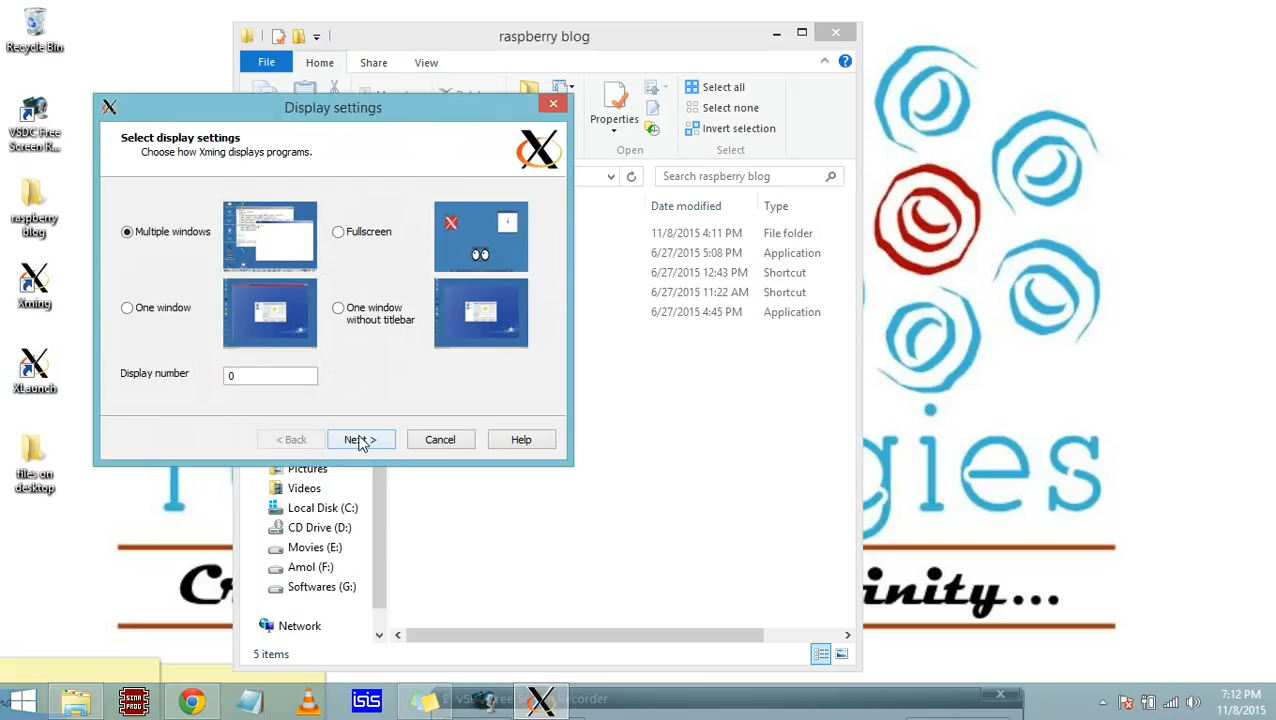 Recycle Bin
VSDC Free
Screen R...
raspberry
blog
Xming
XLaunch
files on
desktop
raspberry blog
File
Home
Share
View
Properties
Select all
Select none
Invert selection
Open
Select
Search raspberry blog
Date modified
Type
11/8/2015 4:11 PM
File folder
6/27/2015 5:08 PM
Application
6/27/2015 12:43 PM
Shortcut
6/27/2015 11:22 AM
Shortcut
6/27/2015 4:45 PM
Application
Display settings
Select display settings
Choose how Xming displays programs.
Multiple windows
Fullscreen
One window
One window
without titlebar
Display number
0
< Back
Next >
Cancel
Help
Pictures
Videos
Local Disk (C:)
CD Drive (D:)
Movies (E:)
Amol (F:)
Softwares (G:)
Network
5 items
isis
7:12 PM
11/8/2015